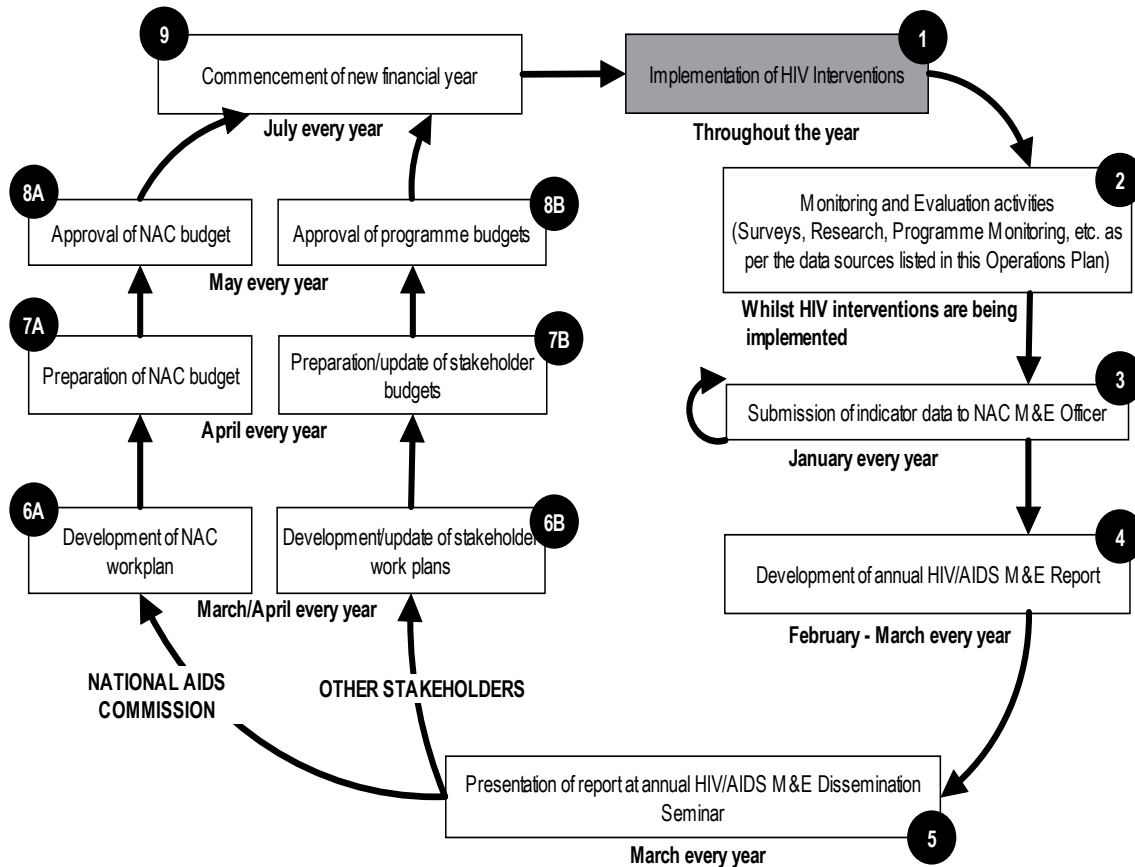 9
Commencement of new financial year
July every year
1
Implementation of HIV Interventions
Throughout the year
2
Monitoring and Evaluation activities
(Surveys, Research, Programme Monitoring, etc. as
per the data sources listed in this Operations Plan)
Whilst HIV interventions are being
implemented
3
Submission of indicator data to NAC M&E Officer
January every year
4
Development of annual HIV/AIDS M&E Report
February - March every year
Presentation of report at annual HIV/AIDS M&E Dissemination
Seminar
5
March every year
NATIONAL AIDS
COMMISSION
OTHER STAKEHOLDERS
6A
Development of NAC
workplan
6B
Development/update of stakeholder
work plans
March/April every year
7A
Preparation of NAC budget
7B
Preparation/update of stakeholder
budgets
April every year
8A
Approval of NAC budget
8B
Approval of programme budgets
May every year